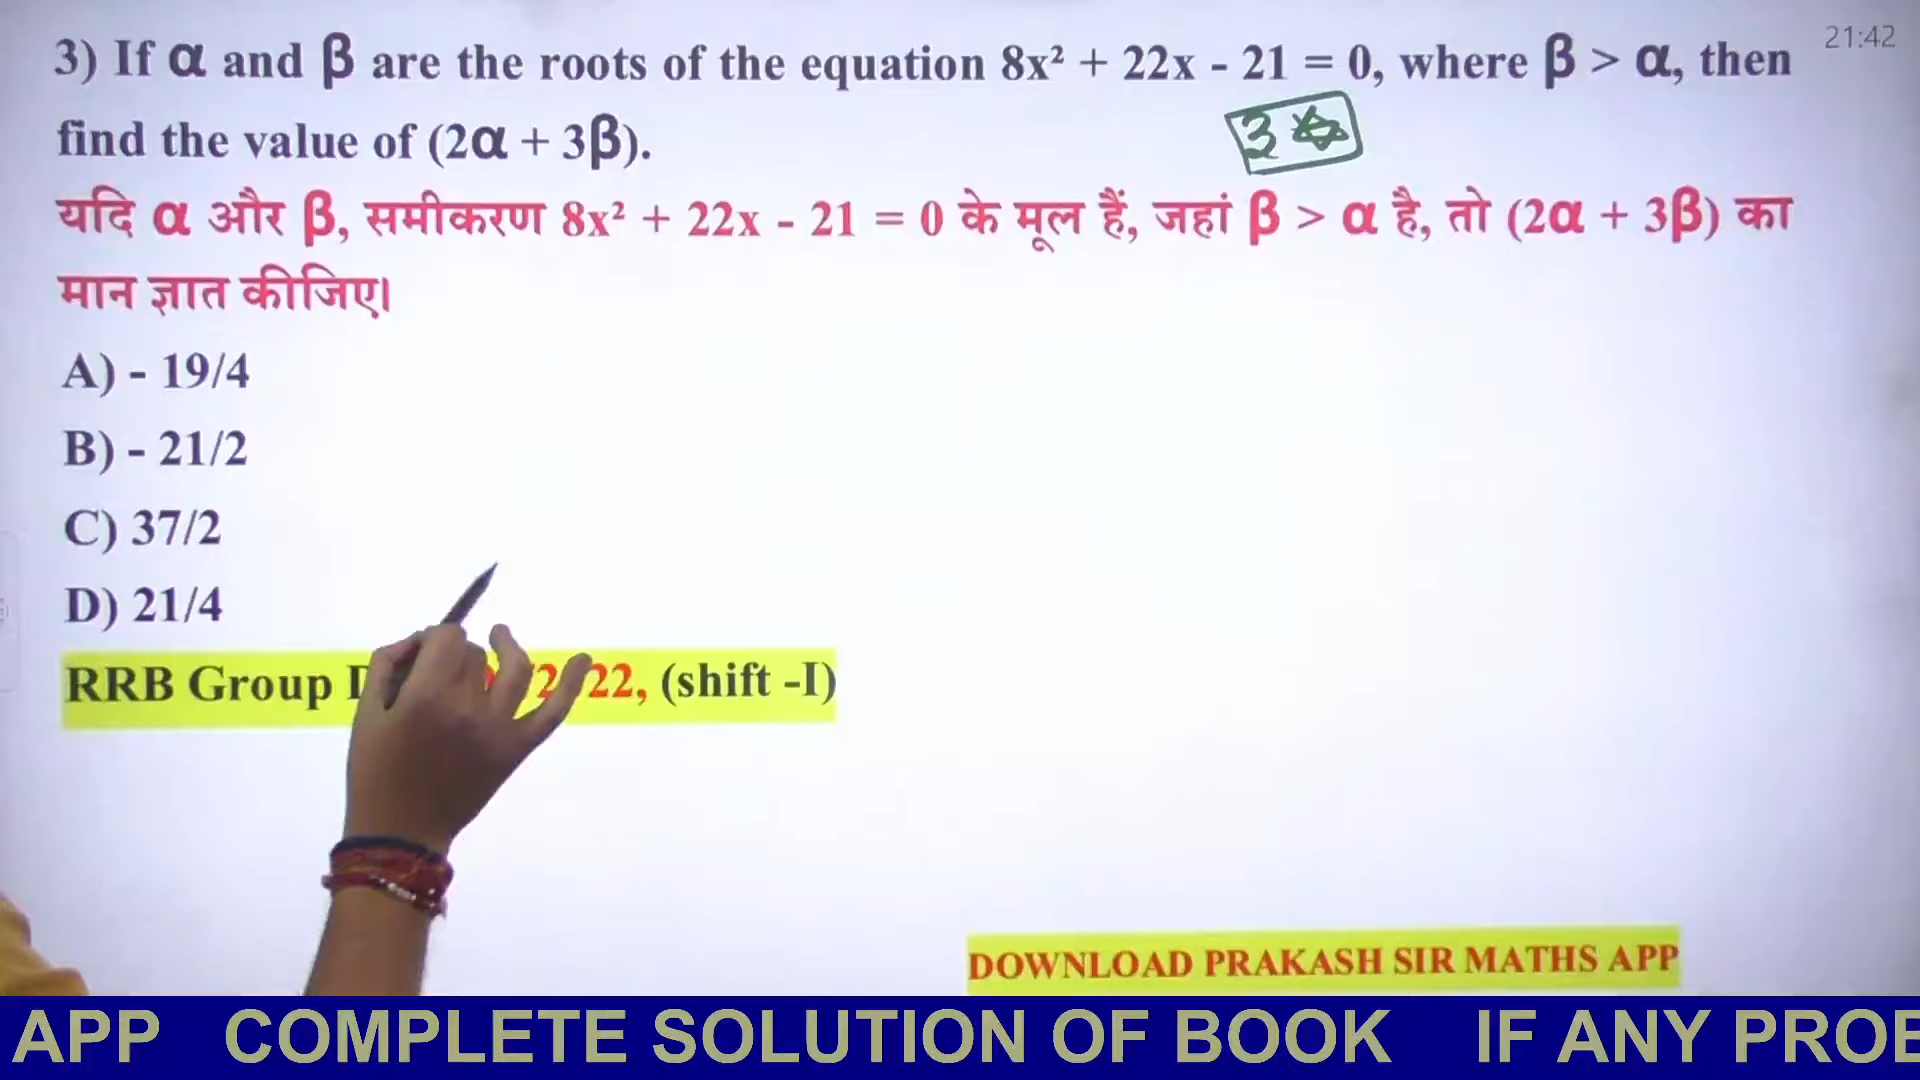 21:42
3) If α and β are the roots of the equation 8x² + 22x - 21 = 0, where β > α, then
find the value of (2α + 3β).
3
यदि α और β, समीकरण 8x² + 22x - 21 = 0 के मूल हैं, जहां β > α है, तो (2α + 3β) का
मान ज्ञात कीजिए।
A) - 19/4
B) - 21/2
C) 37/2
D) 21/4
RRB Group 22, (shift -I)
DOWNLOAD PRAKASH SIR MATHS APP
APP COMPLETE SOLUTION OF BOOK IF ANY